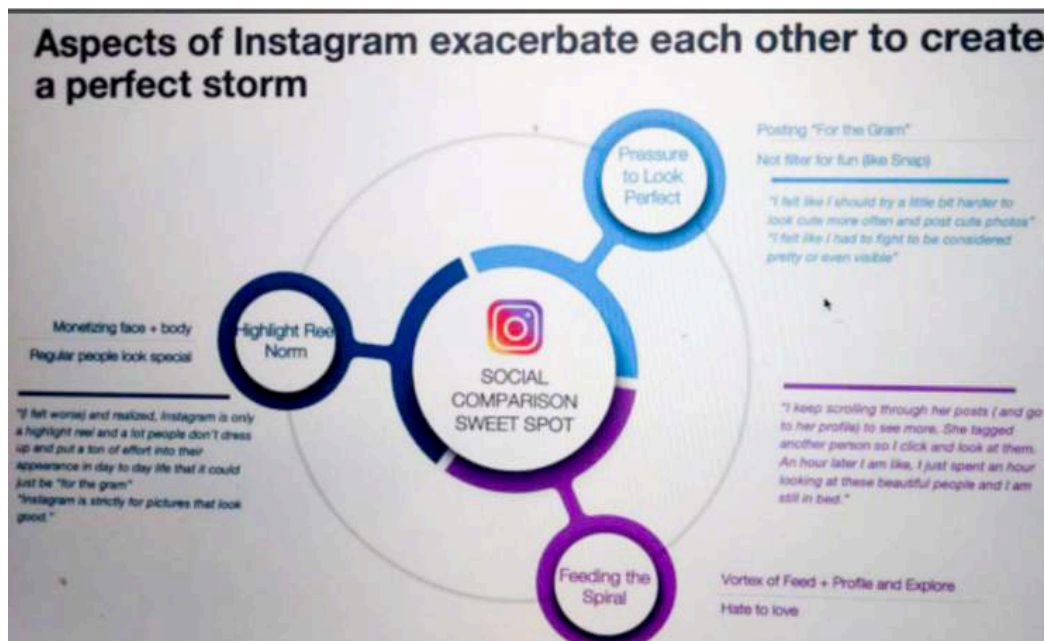 Aspects of Instagram exacerbate each other to create
a perfect storm
Pressure
to Look
Perfect
Posting "For the Gram"
Not filter for fun (like Snap)
"I felt like I should try a little bit harder to
look cute more often and post cute photos"
"I felt like I had to fight to be considered
pretty or even visible"
Highlight Reel
Norm
Monetizing face + body
Regular people look special
"(I felt worse) and realized, Instagram is only
a highlight reel and a lot people don't dress
up and put a ton of effort into their
appearance in day to day life that it could
just be "for the gram"
"Instagram is strictly for pictures that look
good."
SOCIAL
COMPARISON
SWEET SPOT
"I keep scrolling through her posts ( and go
to her profile) to see more. She tagged
another person so I click and look at them.
An hour later I am like, I just spent an hour
looking at these beautiful people and I am
still in bed."
Feeding the
Spiral
Vortex of Feed + Profile and Explore
Hate to love